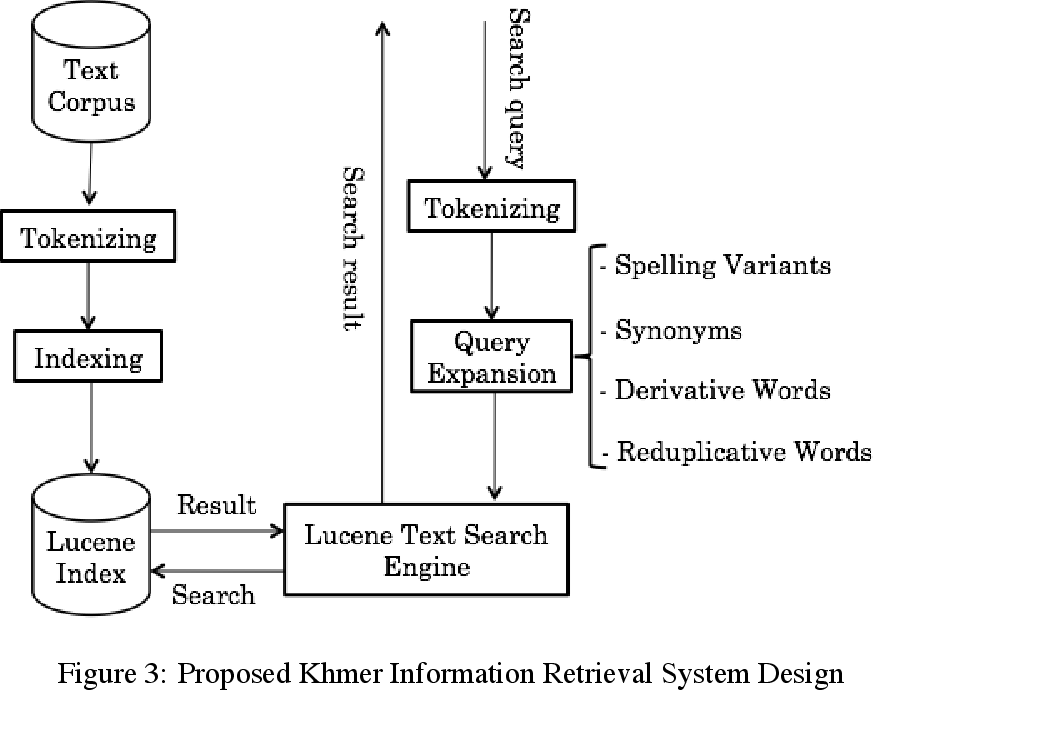 Text
Corpus
Tokenizing
Indexing
Lucene
Index
Result
Search
Search result
Search query
Tokenizing
Query
Expansion
- Spelling Variants
- Synonyms
- Derivative Words
- Reduplicative Words
Lucene Text Search
Engine
Figure 3: Proposed Khmer Information Retrieval System Design